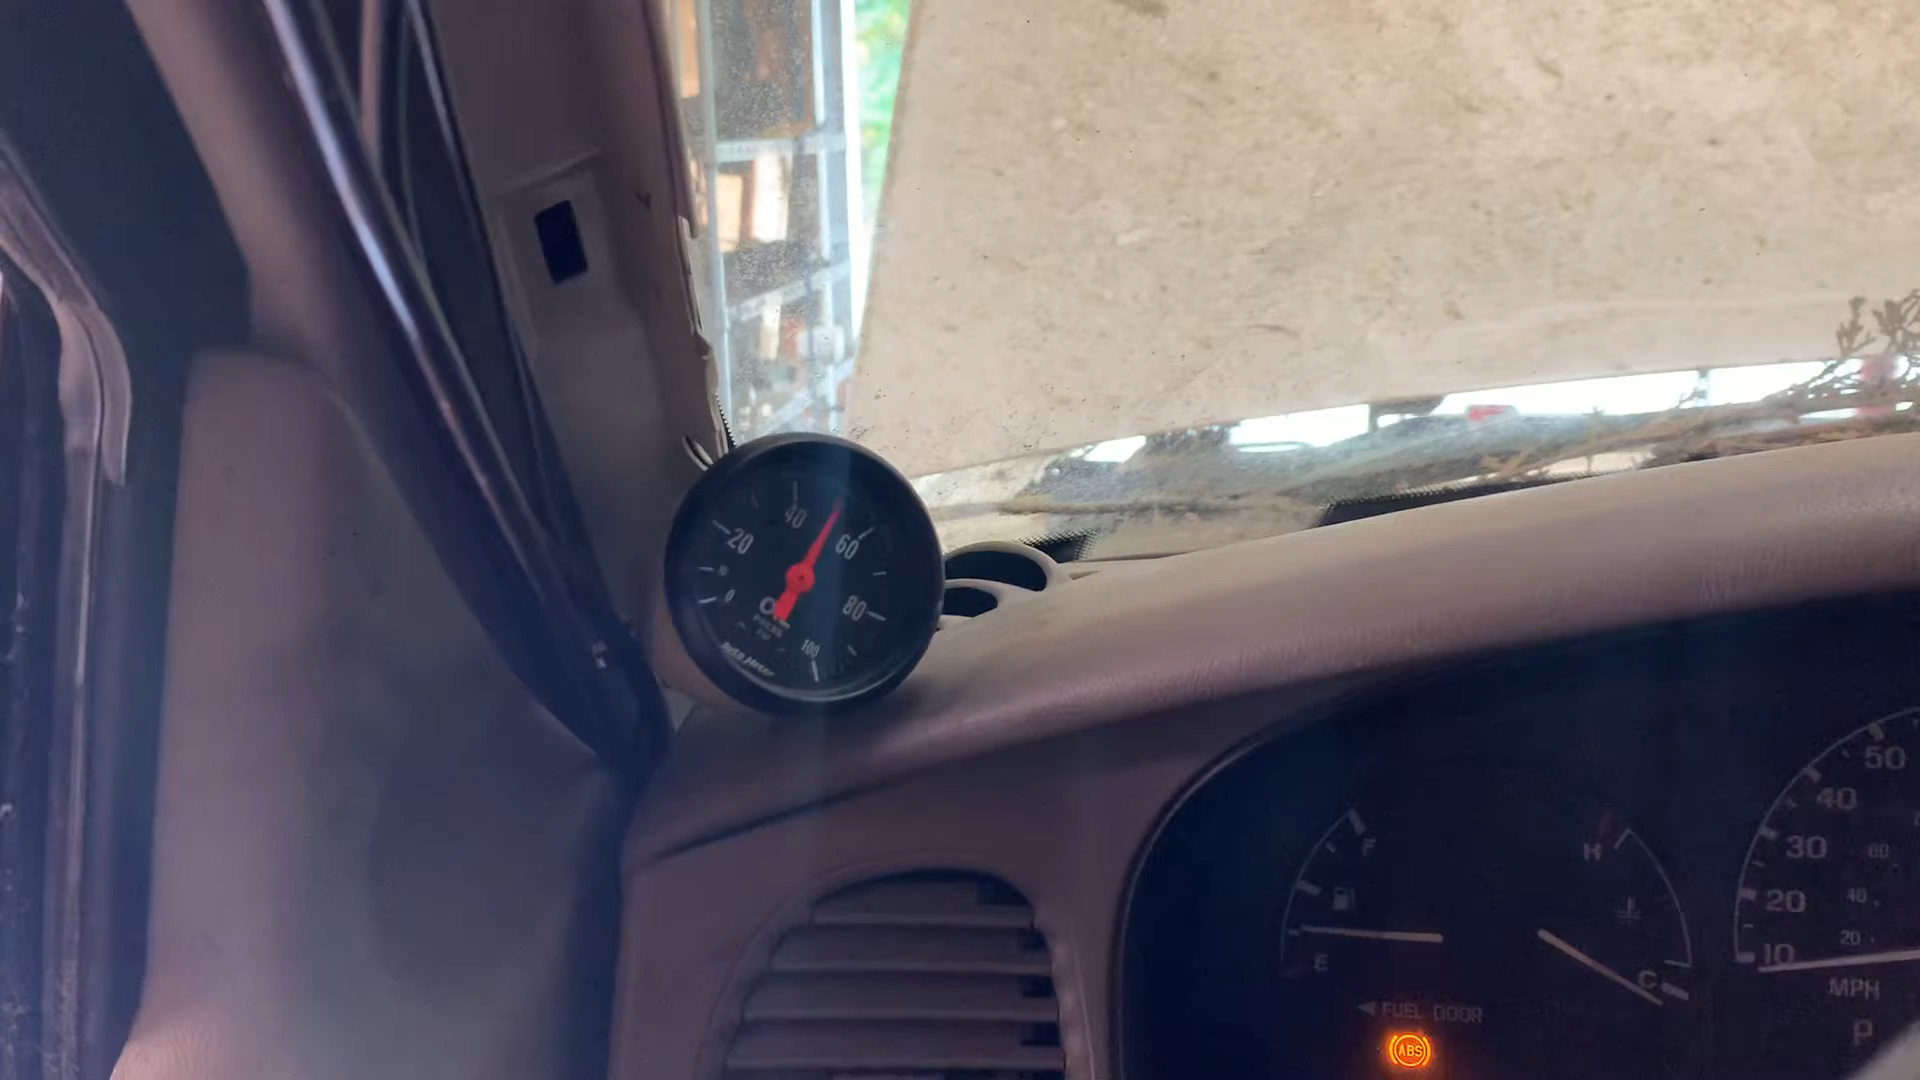 40
20
60
0
80
OIL
PRESS
PSI
100
Auto Meter
F
H
E
C
50
40
30
60
20
40
10
20
MPH
◄ FUEL DOOR
ABS
P